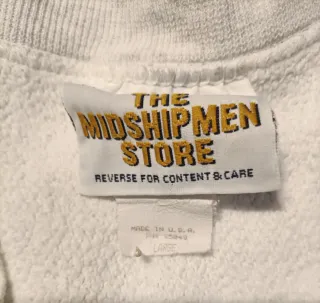 THE
MIDSHIPMEN
STORE
REVERSE FOR CONTENT & CARE
MADE IN U.S.A.